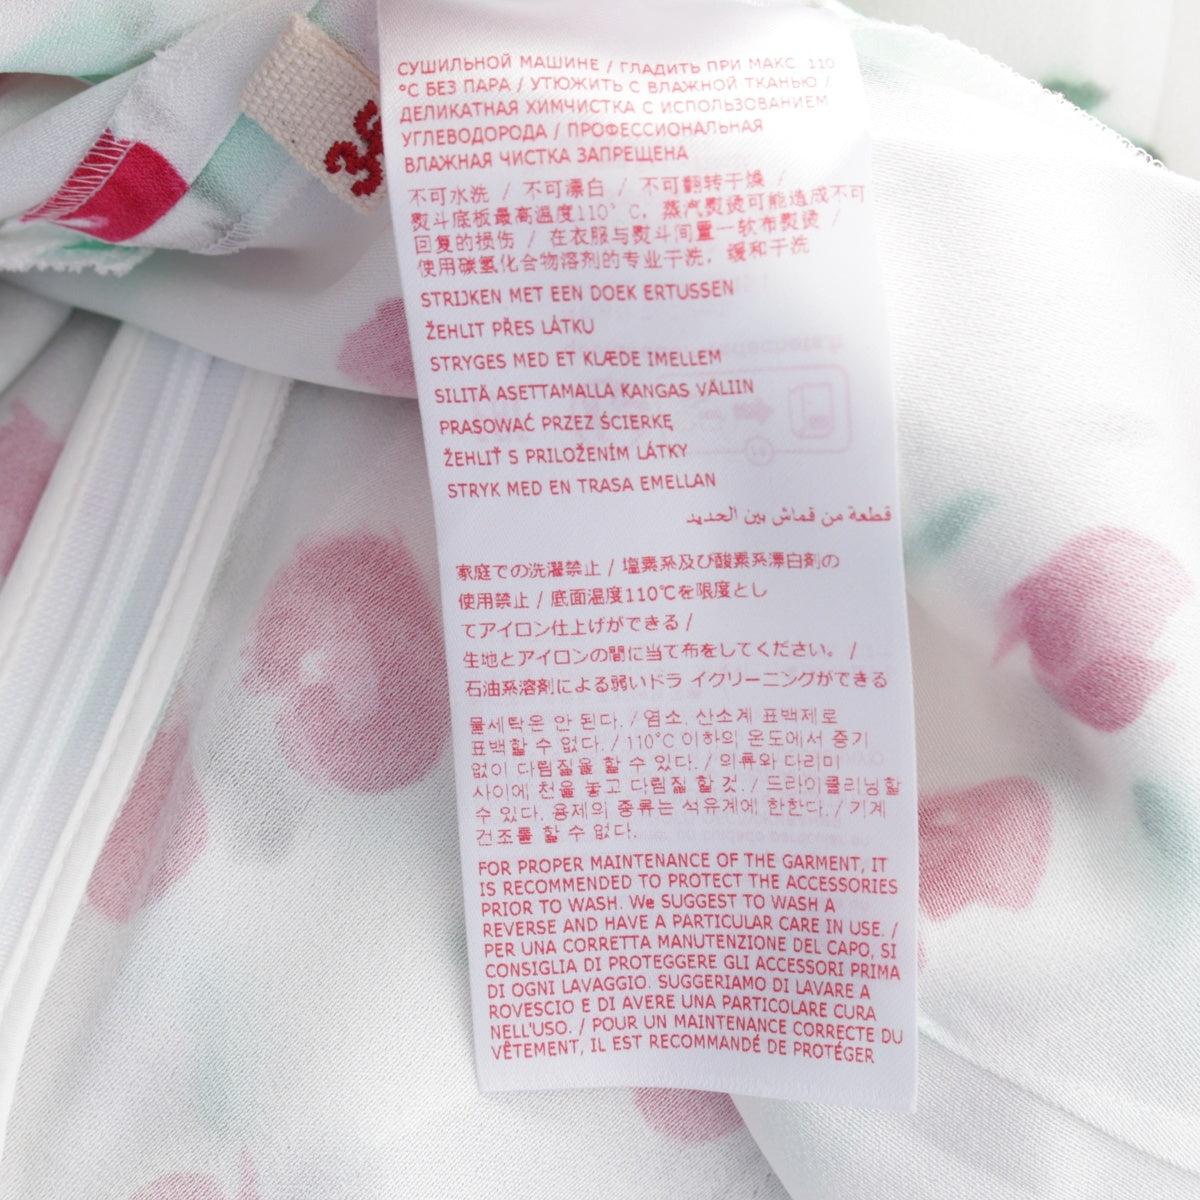 38
СУШИЛЬНОЙ МАШИНЕ / ГЛАДИТЬ ПРИ МАКС 110
°C БЕЗ ПАРА / УТЮЖИТЬ С ВЛАЖНОЙ ТКАНЬЮ /
ДЕЛИКАТНАЯ ХИМЧИСТКА С ИСПОЛЬЗОВАНИЕМ
УГЛЕВОДОРОДА / ПРОФЕССИОНАЛЬНАЯ
ВЛАЖНАЯ ЧИСТКА ЗАПРЕЩЕНА
不可水洗 / 不可漂白 / 不可翻转干燥 /
熨斗底板最高温度110°C, 蒸汽熨烫可能造成不可
回复的损伤 / 在衣服与熨斗间置一软布熨烫 /
使用碳氢化合物溶剂的专业干洗, 缓和干洗
STRIJKEN MET EEN DOEK ERTUSSEN
ŽEHLIT PŘES LÁTKU
STRYGES MED ET KLÆDE IMELLEM
SILITÄ ASETTAMALLA KANGAS VÄLIIN
PRASOWAĆ PRZEZ ŚCIERKĘ
ŽEHLIŤ S PRILOŽENÍM LÁTKY
STRYK MED EN TRASA EMELLAN
قطعة من قماش بين الحديد
家庭での洗濯禁止 / 塩素系及び酸素系漂白剤の
使用禁止 / 底面温度110℃を限度とし
てアイロン仕上げができる /
生地とアイロンの間に当て布をしてください。 /
石油系溶剤による弱いドラ イクリーニングができる
물세탁은 안 된다. / 염소. 산소계 표백제로
표백할 수 없다. / 110°C 이하의 온도에서 증기
없이 다림질을 할 수 있다. / 의류와 다리미
사이에 천을 놓고 다림질 할 것. / 드라이클리닝할
수 있다. 용제의 종류는 석유계에 한한다. / 기계
건조를 할 수 없다.
FOR PROPER MAINTENANCE OF THE GARMENT, IT
IS RECOMMENDED TO PROTECT THE ACCESSORIES
PRIOR TO WASH. We SUGGEST TO WASH A
REVERSE AND HAVE A PARTICULAR CARE IN USE. /
PER UNA CORRETTA MANUTENZIONE DEL CAPO, SI
CONSIGLIA DI PROTEGGERE GLI ACCESSORI PRIMA
DI OGNI LAVAGGIO. SUGGERIAMO DI LAVARE A
ROVESCIO E DI AVERE UNA PARTICOLARE CURA
NELL'USO. / POUR UN MAINTENANCE CORRECTE DU
VÊTEMENT, IL EST RECOMMANDÉ DE PROTÉGER